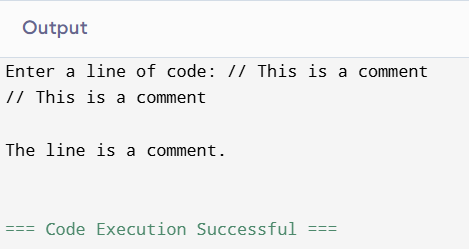 Output
Enter a line of code: // This is a comment
// This is a comment
The line is a comment.
=== Code Execution Successful ===